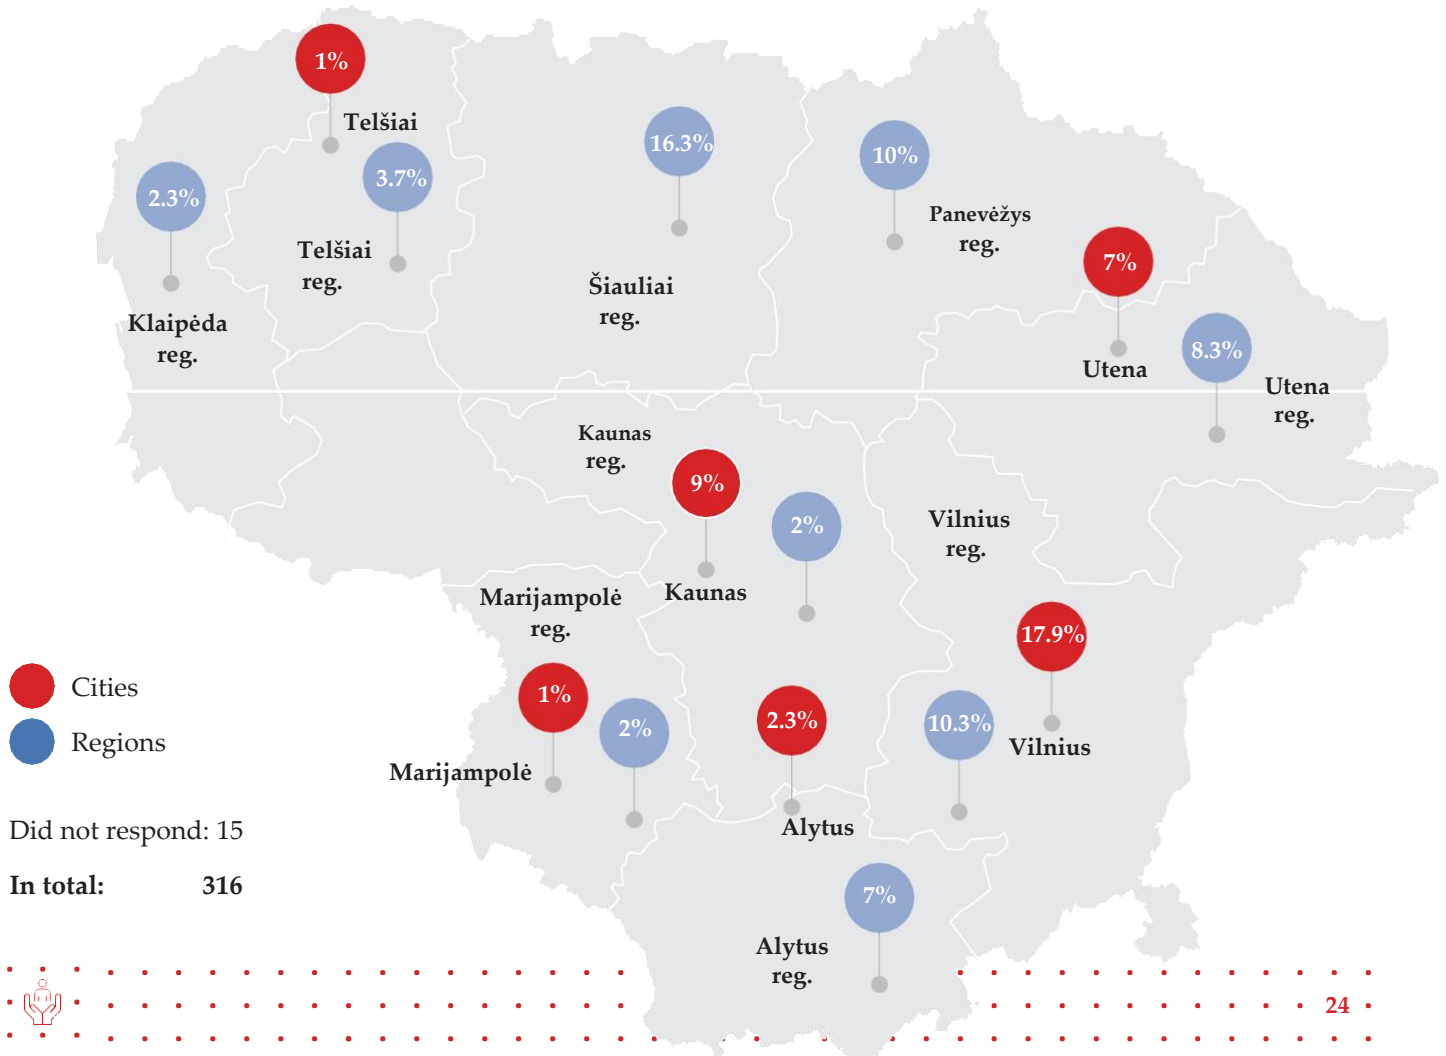 1%
Telšiai
2.3%
Klaipėda
reg.
3.7%
Telšiai
reg.
16.3%
Šiauliai
reg.
10%
Panevėžys
reg.
7%
Utena
8.3%
Utena
reg.
Kaunas
reg.
9%
Kaunas
2%
Vilnius
reg.
17.9%
Vilnius
10.3%
Marijampolė
reg.
1%
Marijampolė
2%
2.3%
Alytus
7%
Alytus
reg.
Cities
Regions
Did not respond: 15
In total: 316
24